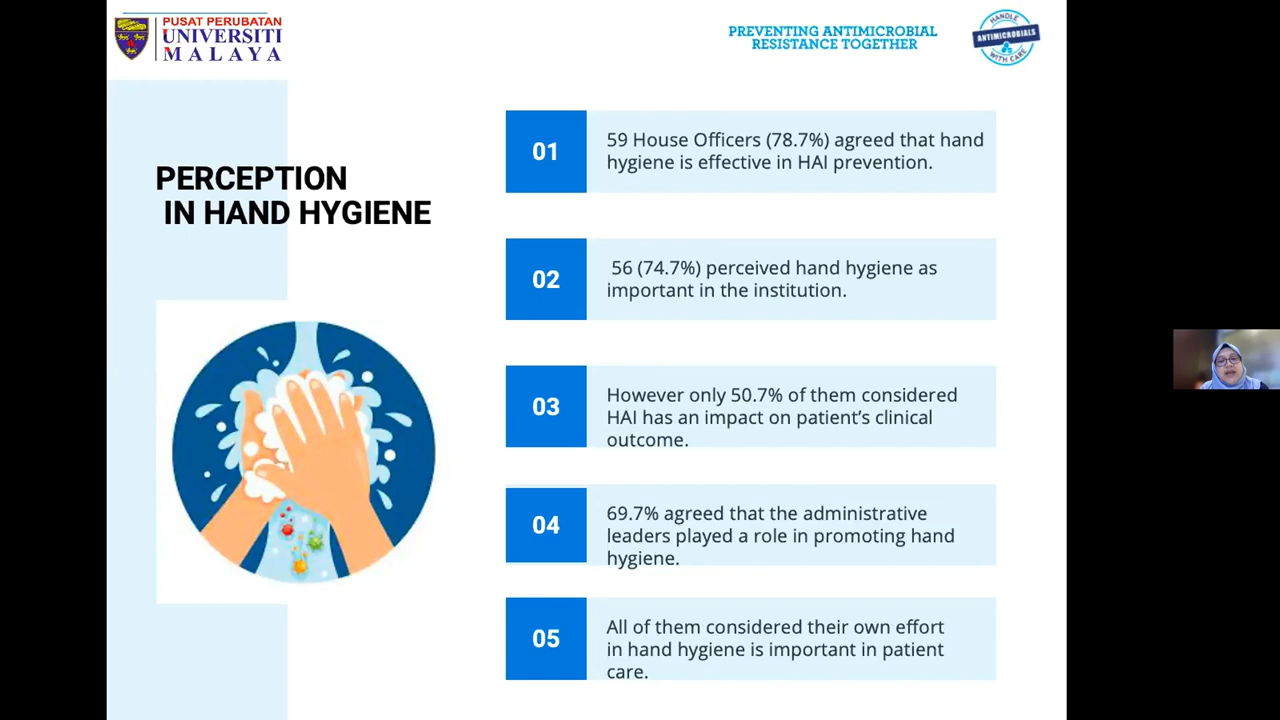 PUSAT PERUBATAN
UNIVERSITI
MALAYA
PREVENTING ANTIMICROBIAL
RESISTANCE TOGETHER
HANDLE
ANTIMICROBIALS
WITH CARE
PERCEPTION
IN HAND HYGIENE
01
59 House Officers (78.7%) agreed that hand
hygiene is effective in HAI prevention.
02
56 (74.7%) perceived hand hygiene as
important in the institution.
03
However only 50.7% of them considered
HAI has an impact on patient’s clinical
outcome.
04
69.7% agreed that the administrative
leaders played a role in promoting hand
hygiene.
05
All of them considered their own effort
in hand hygiene is important in patient
care.